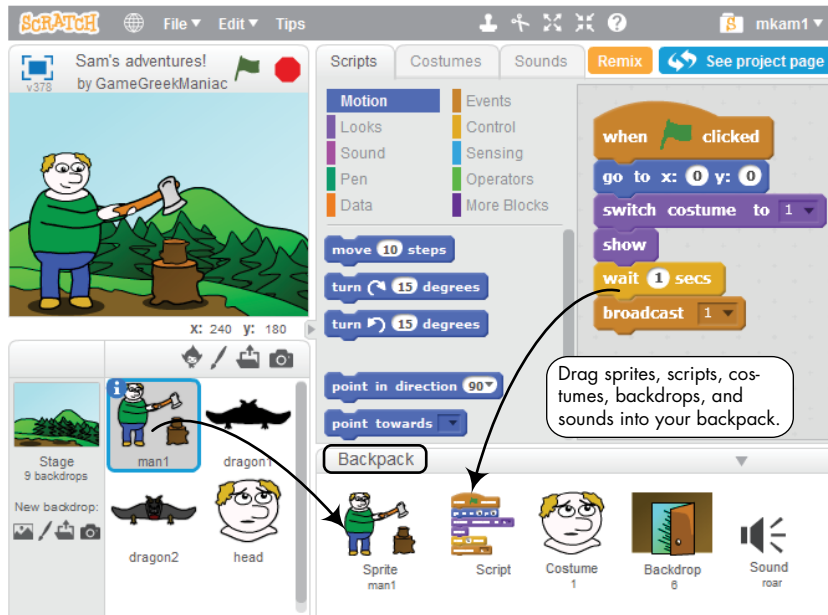 SCRATCH File Edit Tips mkam1
Sam's adventures!
by GameGreekManiac
v378
Scripts Costumes Sounds Remix See project page
Motion
Looks
Sound
Pen
Data
Events
Control
Sensing
Operators
More Blocks
move 10 steps
turn 15 degrees
turn 15 degrees
point in direction 90
point towards
when clicked
go to x: 0 y: 0
switch costume to 1
show
wait 1 secs
broadcast 1
Drag sprites, scripts, cos-
tumes, backdrops, and
sounds into your backpack.
x: 240 y: 180
Stage
9 backdrops
New backdrop:
i
man1
dragon1
dragon2
head
Backpack
Sprite
man1
Script
Costume
1
Backdrop
6
Sound
roar